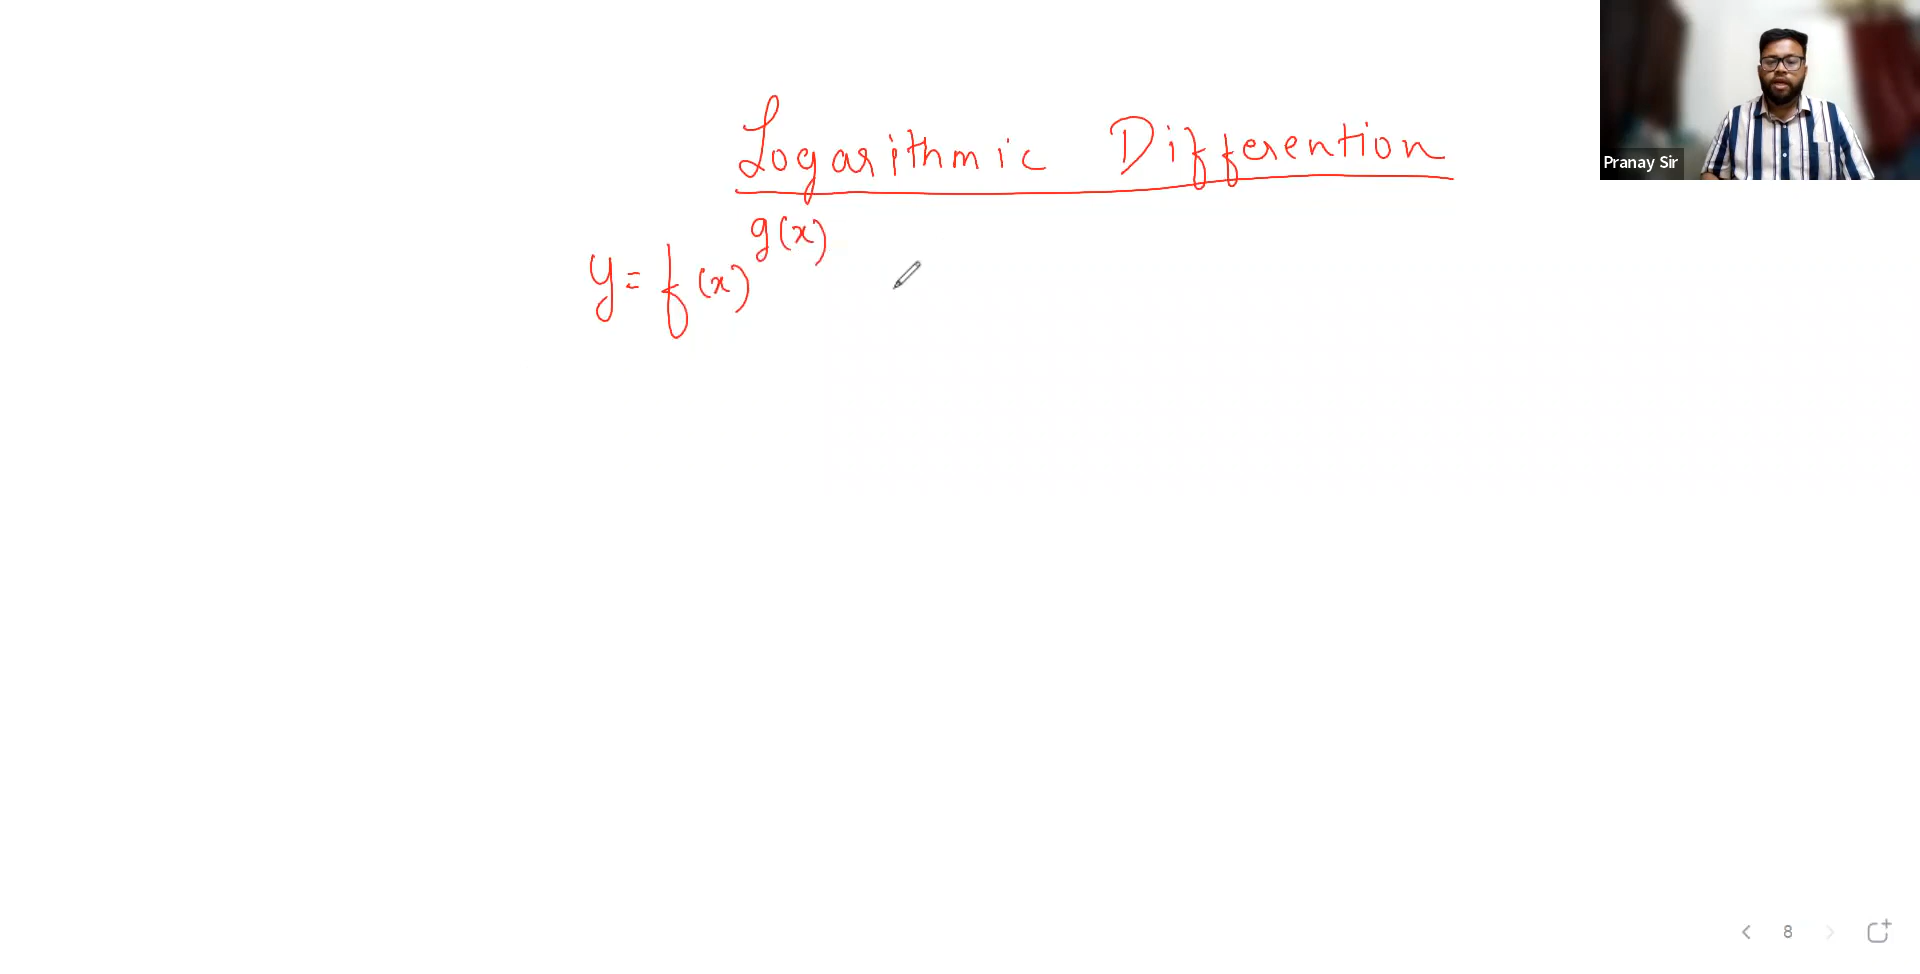 Logarithmic Differention
y = f(x)^g(x)
Pranay Sir
8